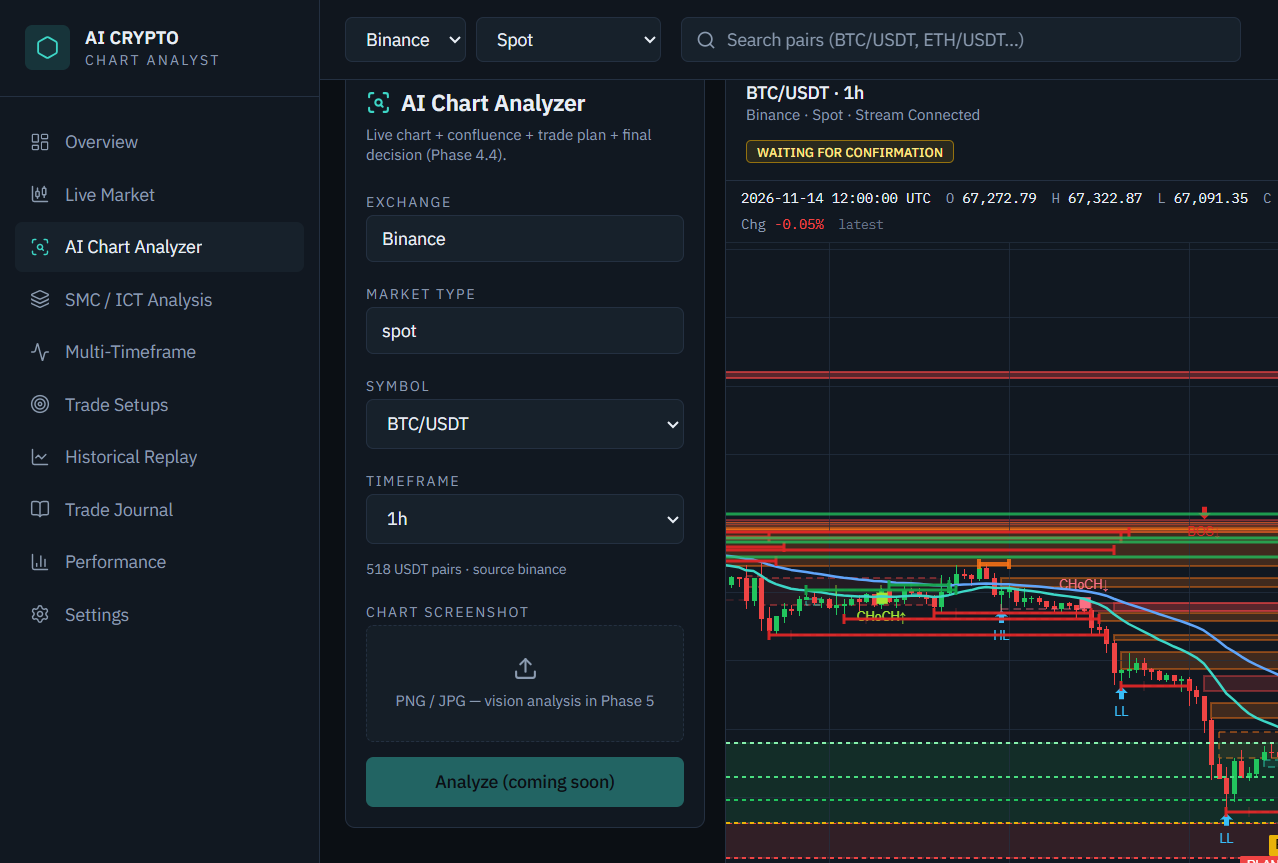 AI CRYPTO
CHART ANALYST
Binance
Spot
Search pairs (BTC/USDT, ETH/USDT...)
Overview
Live Market
AI Chart Analyzer
SMC / ICT Analysis
Multi-Timeframe
Trade Setups
Historical Replay
Trade Journal
Performance
Settings
AI Chart Analyzer
Live chart + confluence + trade plan + final
decision (Phase 4.4).
EXCHANGE
Binance
MARKET TYPE
spot
SYMBOL
BTC/USDT
TIMEFRAME
1h
518 USDT pairs · source binance
CHART SCREENSHOT
PNG / JPG — vision analysis in Phase 5
Analyze (coming soon)
BTC/USDT · 1h
Binance · Spot · Stream Connected
WAITING FOR CONFIRMATION
2026-11-14 12:00:00 UTC O 67,272.79 H 67,322.87 L 67,091.35 C
Chg -0.05% latest
CHoCH↓
CHoCH↑
HL
LL
LL